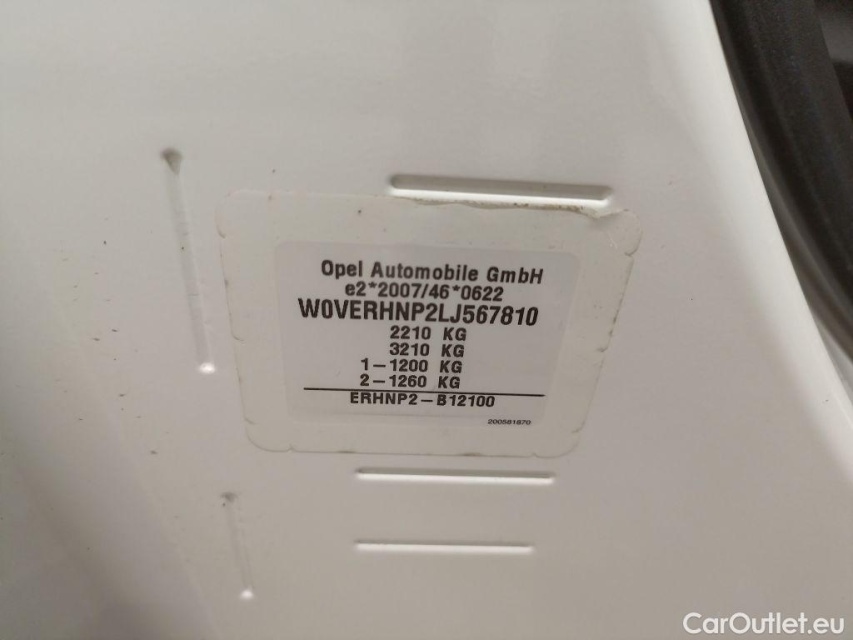 Opel Automobile GmbH
e2*2007/46*0622
W0VERHNP2LJ567810
2210 KG
3210 KG
1-1200 KG
2-1260 KG
ERHNP2-B12100
200581870
CarOutlet.eu